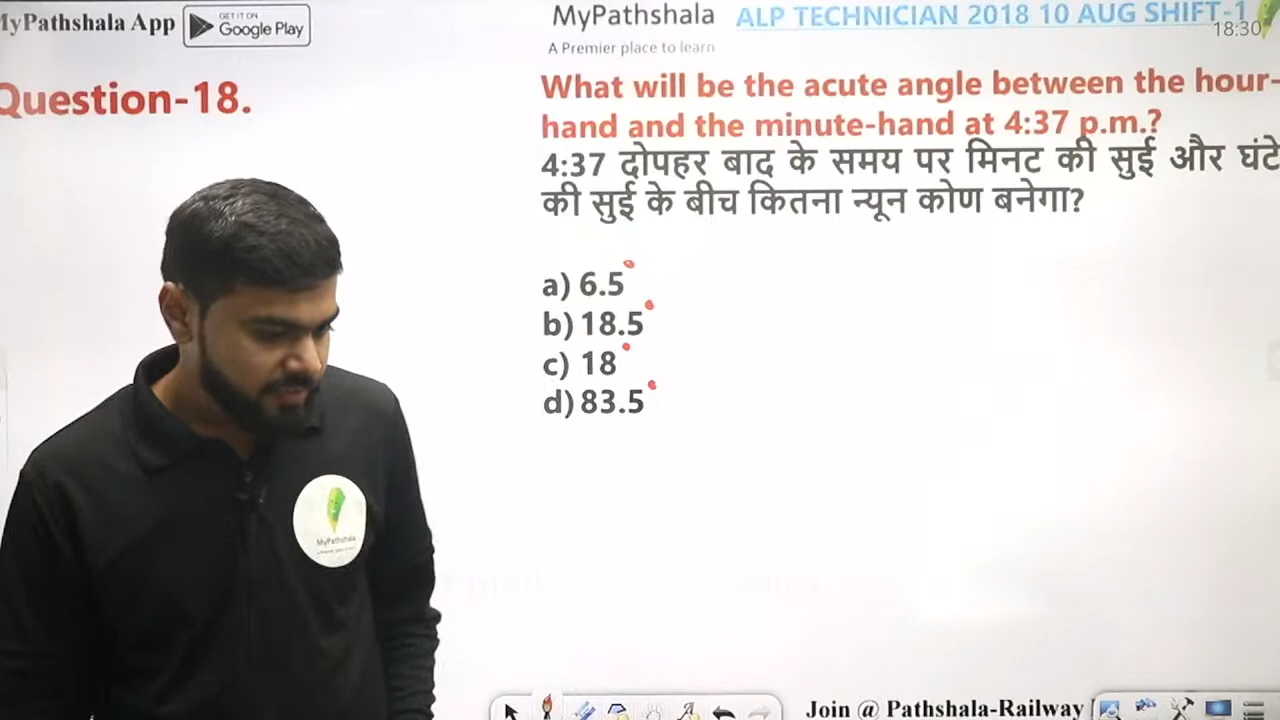 MyPathshala App
GET IT ON
Google Play
MyPathshala
A Premier place to learn
ALP TECHNICIAN 2018 10 AUG SHIFT-1
18:30
Question-18.
What will be the acute angle between the hour-
hand and the minute-hand at 4:37 p.m.?
4:37 दोपहर बाद के समय पर मिनट की सुई और घंटे
की सुई के बीच कितना न्यून कोण बनेगा?
a) 6.5°
b) 18.5°
c) 18°
d) 83.5°
MyPathshala
Join @ Pathshala-Railway